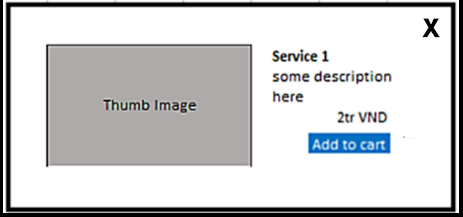 X
Service 1
some description
here
Thumb Image
2tr VND
Add to cart